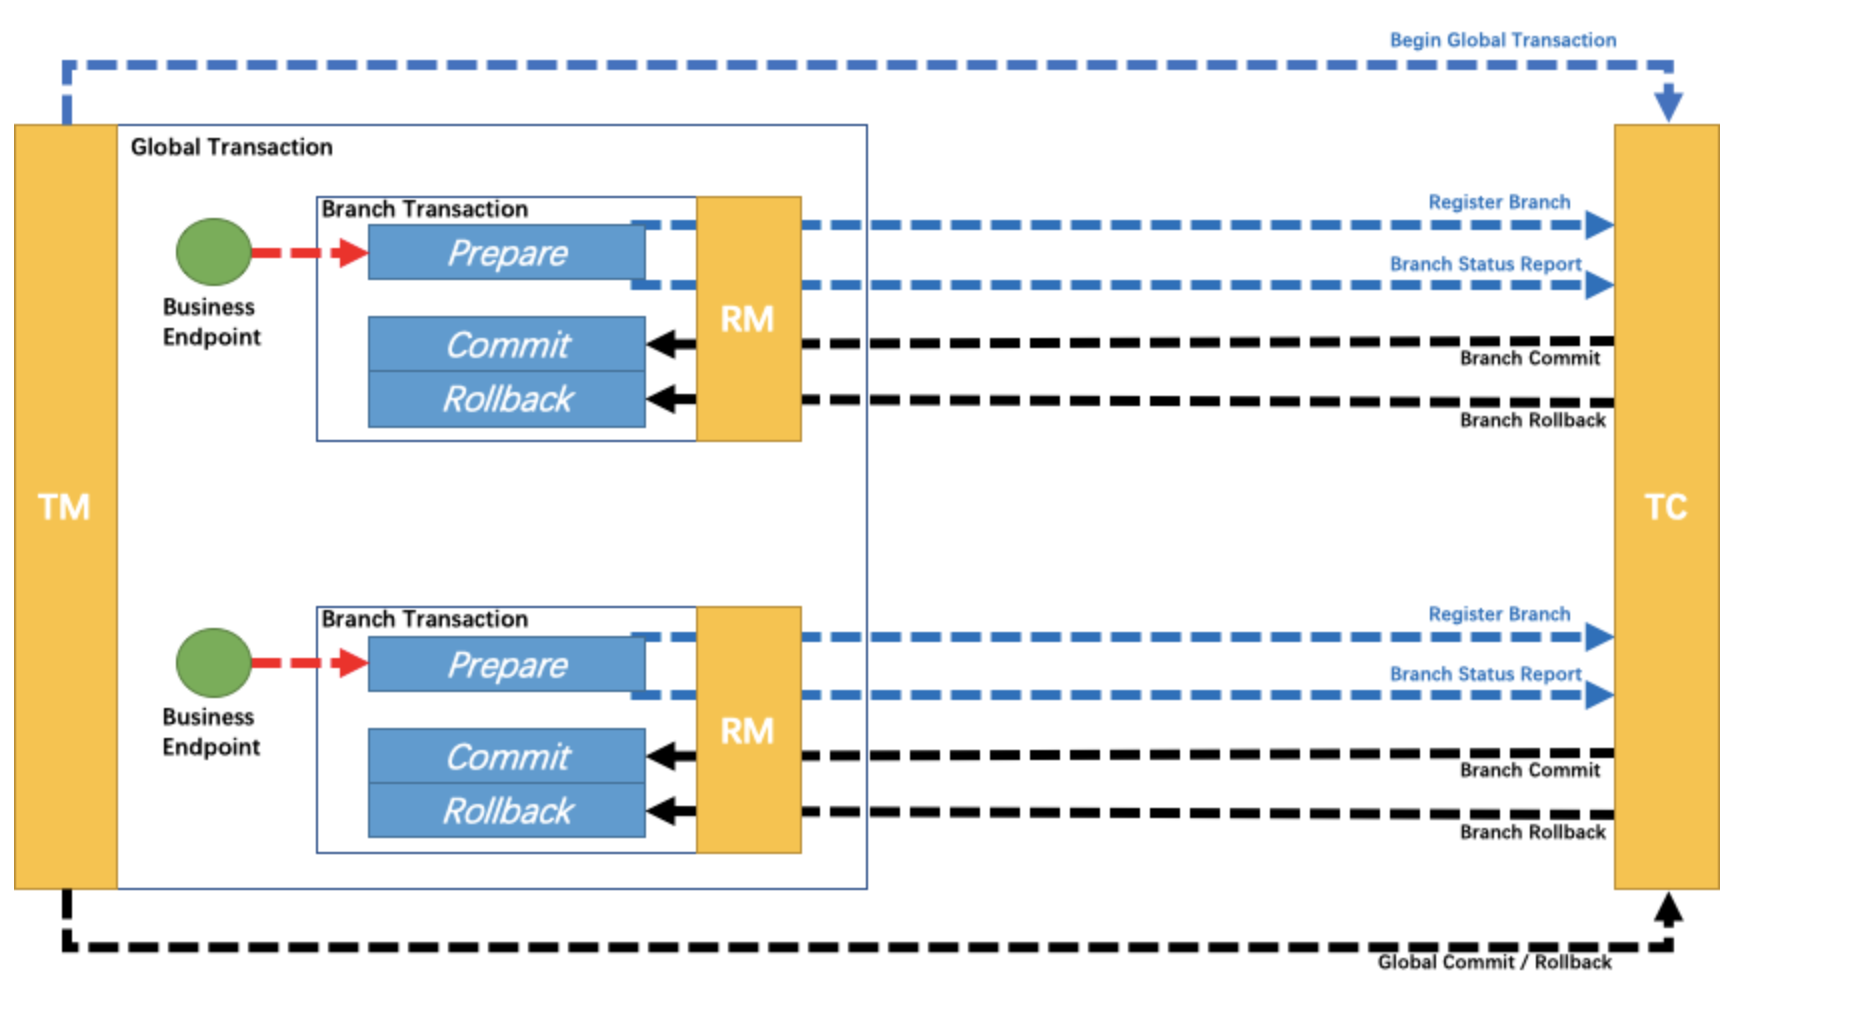 Begin Global Transaction
Global Transaction
Branch Transaction
Register Branch
Prepare
Branch Status Report
Business
Endpoint
RM
Commit
Branch Commit
Rollback
Branch Rollback
TM
TC
Branch Transaction
Register Branch
Prepare
Branch Status Report
Business
Endpoint
RM
Commit
Branch Commit
Rollback
Branch Rollback
Global Commit / Rollback